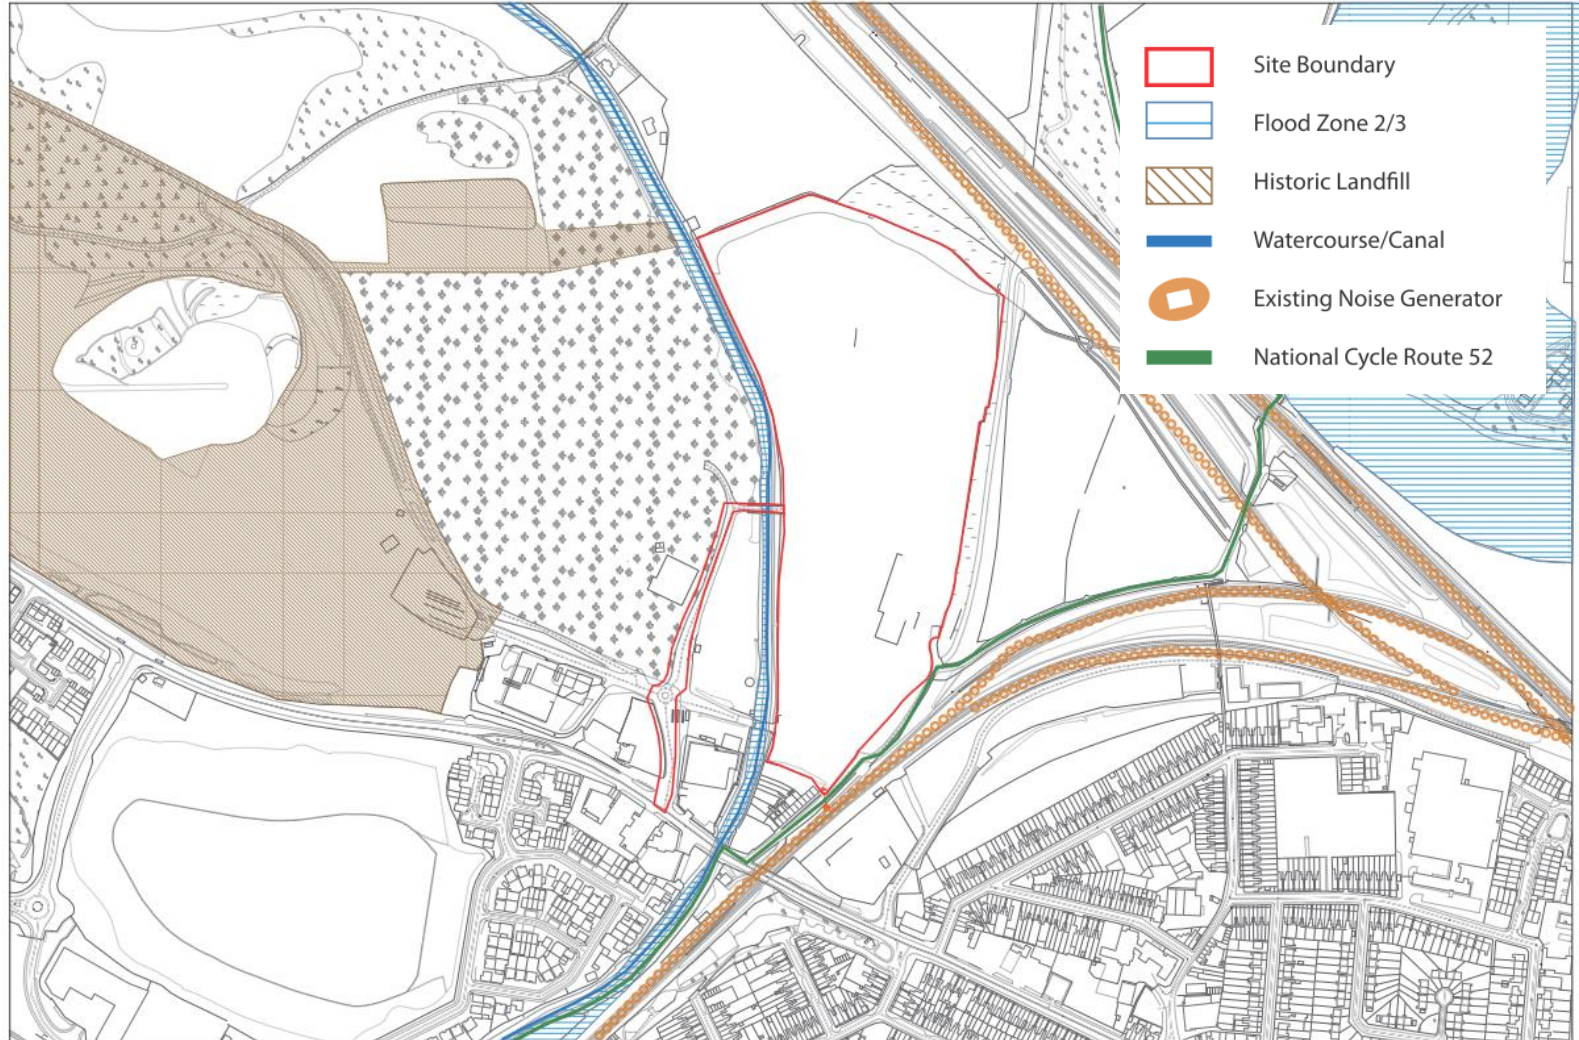 Site Boundary
Flood Zone 2/3
Historic Landfill
Watercourse/Canal
Existing Noise Generator
National Cycle Route 52